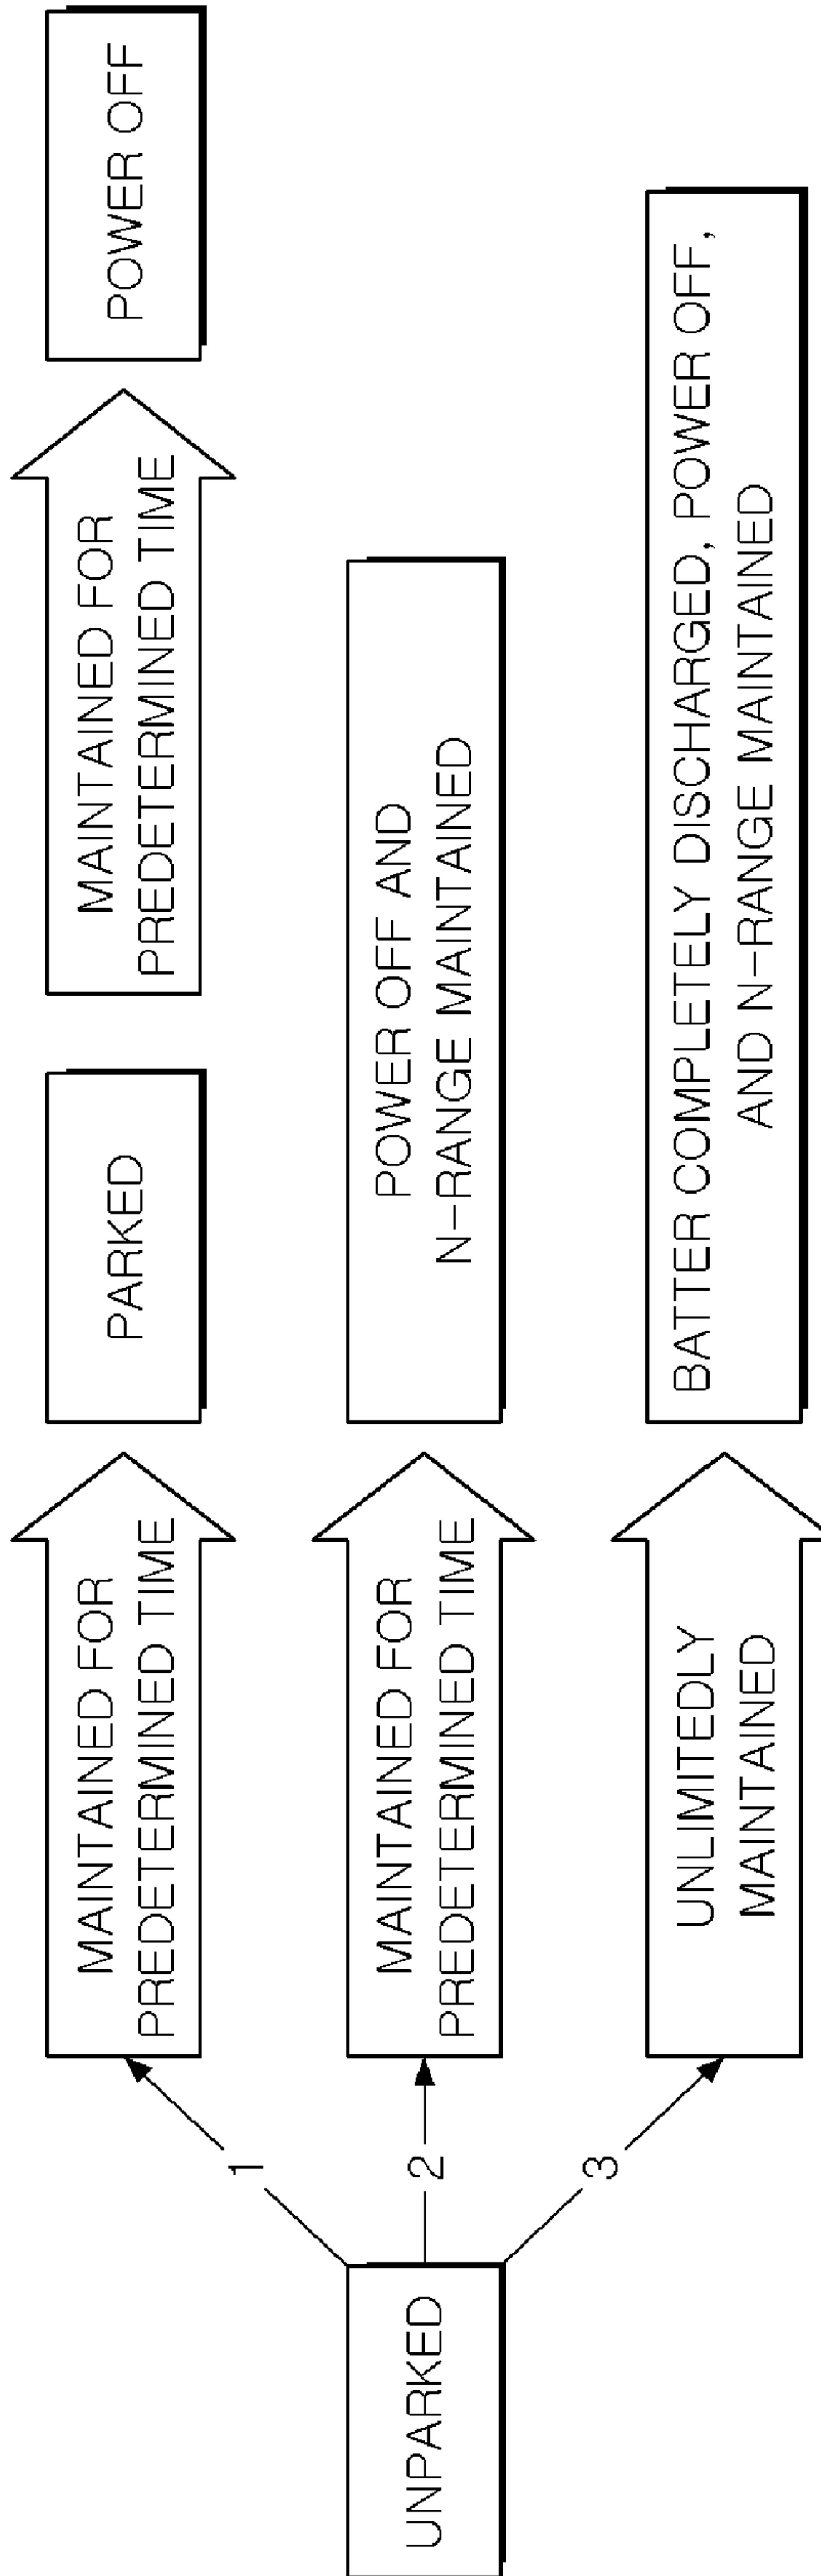 UNPARKED
1
MAINTAINED FOR
PREDETERMINED TIME
PARKED
MAINTAINED FOR
PREDETERMINED TIME
POWER OFF
2
MAINTAINED FOR
PREDETERMINED TIME
POWER OFF AND
N-RANGE MAINTAINED
3
UNLIMITEDLY
MAINTAINED
BATTER COMPLETELY DISCHARGED, POWER OFF,
AND N-RANGE MAINTAINED